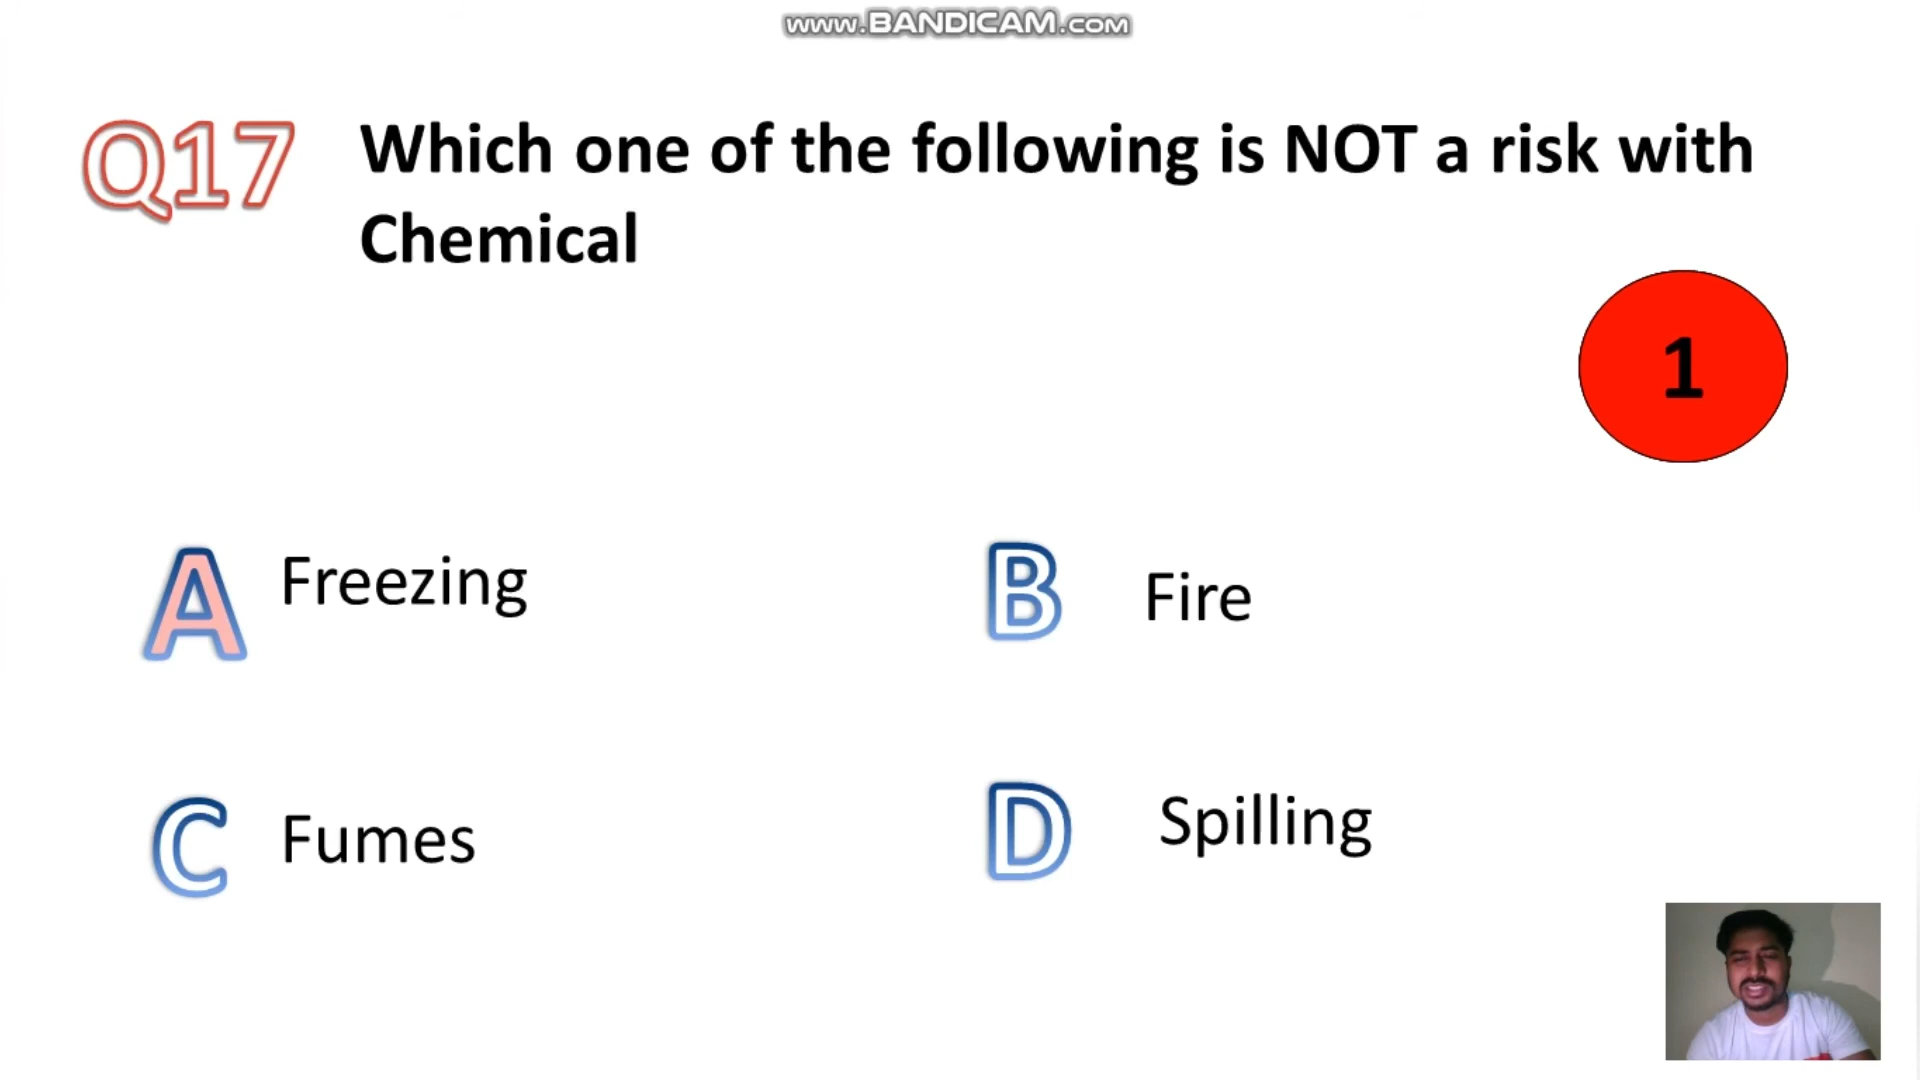 www.BANDICAM.com
Q17 Which one of the following is NOT a risk with
Chemical
1
A Freezing
B Fire
C Fumes
D Spilling